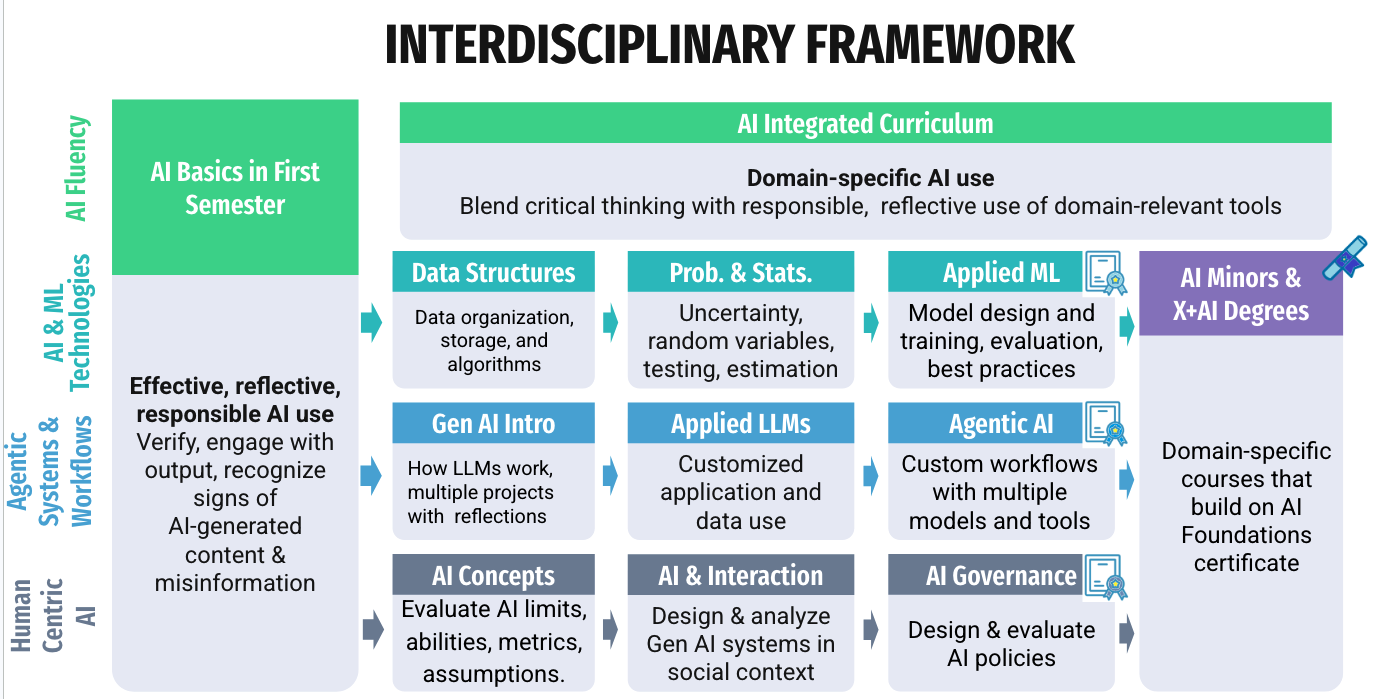 INTERDISCIPLINARY FRAMEWORK
AI Fluency
AI Basics in First
Semester
AI Integrated Curriculum
Domain-specific AI use
Blend critical thinking with responsible,  reflective use of domain-relevant tools
Effective, reflective,
responsible AI use
Verify, engage with
output, recognize
signs of
AI-generated
content &
misinformation
AI & ML
Technologies
Data Structures
Data organization,
storage, and
algorithms
Prob. & Stats.
Uncertainty,
random variables,
testing, estimation
Applied ML
Model design and
training, evaluation,
best practices
Agentic
Systems &
Workflows
Gen AI Intro
How LLMs work,
multiple projects
with  reflections
Applied LLMs
Customized
application and
data use
Agentic AI
Custom workflows
with multiple
models and tools
Human
Centric
AI
AI Concepts
Evaluate AI limits,
abilities, metrics,
assumptions.
AI & Interaction
Design & analyze
Gen AI systems in
social context
AI Governance
Design & evaluate
AI policies
AI Minors &
X+AI Degrees
Domain-specific
courses that
build on AI
Foundations
certificate